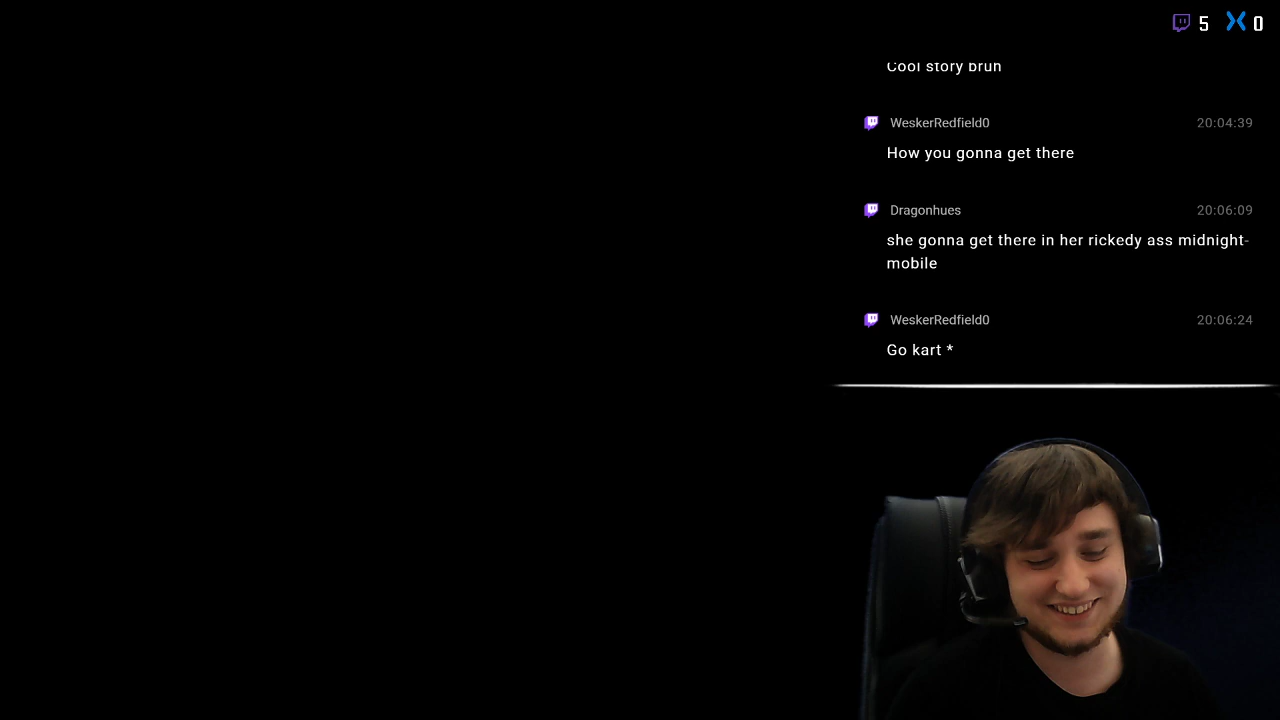 5 0
Cool story bruh
WeskerRedfield0 20:04:39
How you gonna get there
Dragonhues 20:06:09
she gonna get there in her rickedy ass midnight-
mobile
WeskerRedfield0 20:06:24
Go kart *